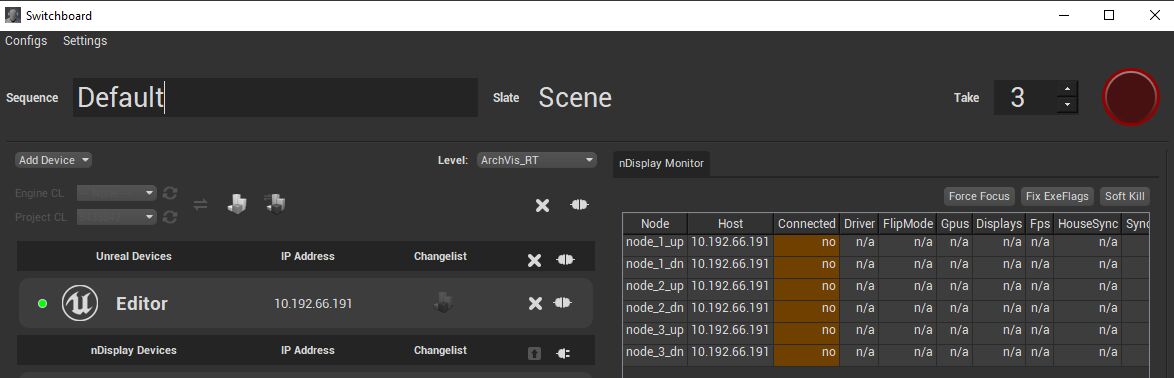 Switchboard
Configs Settings
Sequence Default Slate Scene Take 3
Add Device Level: ArchVis_RT
Engine CL
Project CL
Unreal Devices IP Address Changelist
Editor 10.192.66.191
nDisplay Devices IP Address Changelist
nDisplay Monitor
Force Focus Fix ExeFlags Soft Kill
Node Host Connected Driver FlipMode Gpus Displays Fps HouseSync Sync
node_1_up 10.192.66.191 no n/a n/a n/a n/a n/a n/a
node_1_dn 10.192.66.191 no n/a n/a n/a n/a n/a n/a
node_2_up 10.192.66.191 no n/a n/a n/a n/a n/a n/a
node_2_dn 10.192.66.191 no n/a n/a n/a n/a n/a n/a
node_3_up 10.192.66.191 no n/a n/a n/a n/a n/a n/a
node_3_dn 10.192.66.191 no n/a n/a n/a n/a n/a n/a